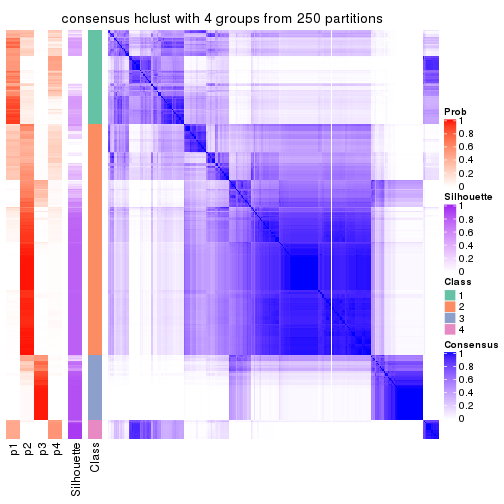 consensus hclust with 4 groups from 250 partitions
Prob
1
0.8
0.6
0.4
0.2
0
Silhouette
1
0.8
0.6
0.4
0.2
0
Class
1
2
3
4
Consensus
1
0.8
0.6
0.4
0.2
0
p1
p2
p3
p4
Silhouette
Class